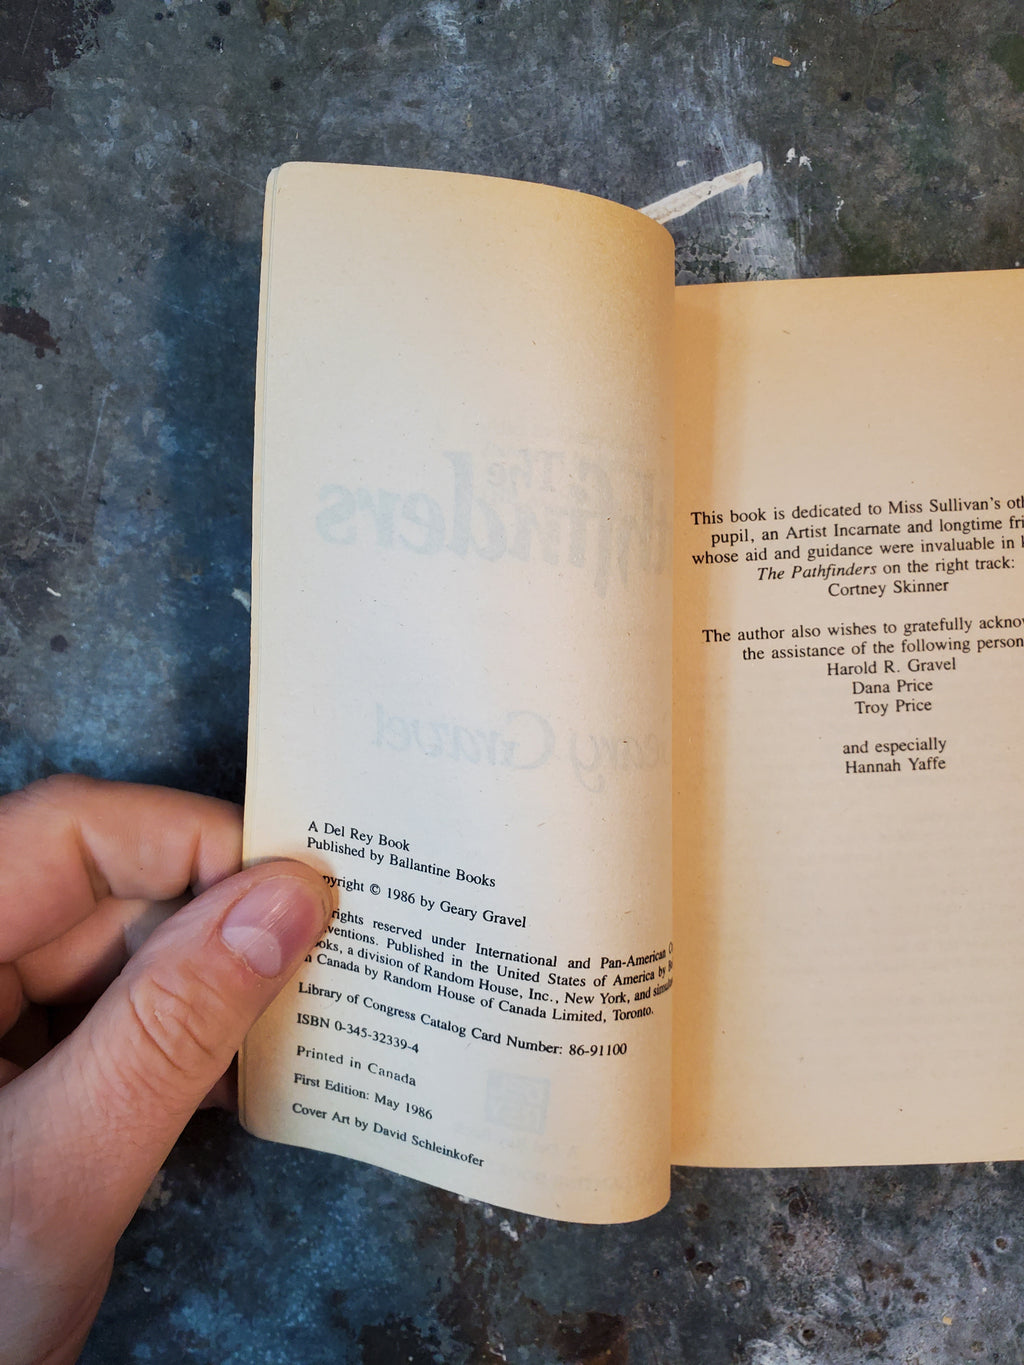 A Del Rey Book
Published by Ballantine Books
pyright © 1986 by Geary Gravel
rights reserved under International and Pan-American
ventions. Published in the United States of America by
ooks, a division of Random House, Inc., New York, and
Canada by Random House of Canada Limited, Toronto.
Library of Congress Catalog Card Number: 86-91100
ISBN 0-345-32339-4
Printed in Canada
First Edition: May 1986
Cover Art by David Schleinkofer
This book is dedicated to Miss Sullivan's
pupil, an Artist Incarnate and longtime
whose aid and guidance were invaluable in
The Pathfinders on the right track:
Cortney Skinner
The author also wishes to gratefully
the assistance of the following person
Harold R. Gravel
Dana Price
Troy Price
and especially
Hannah Yaffe